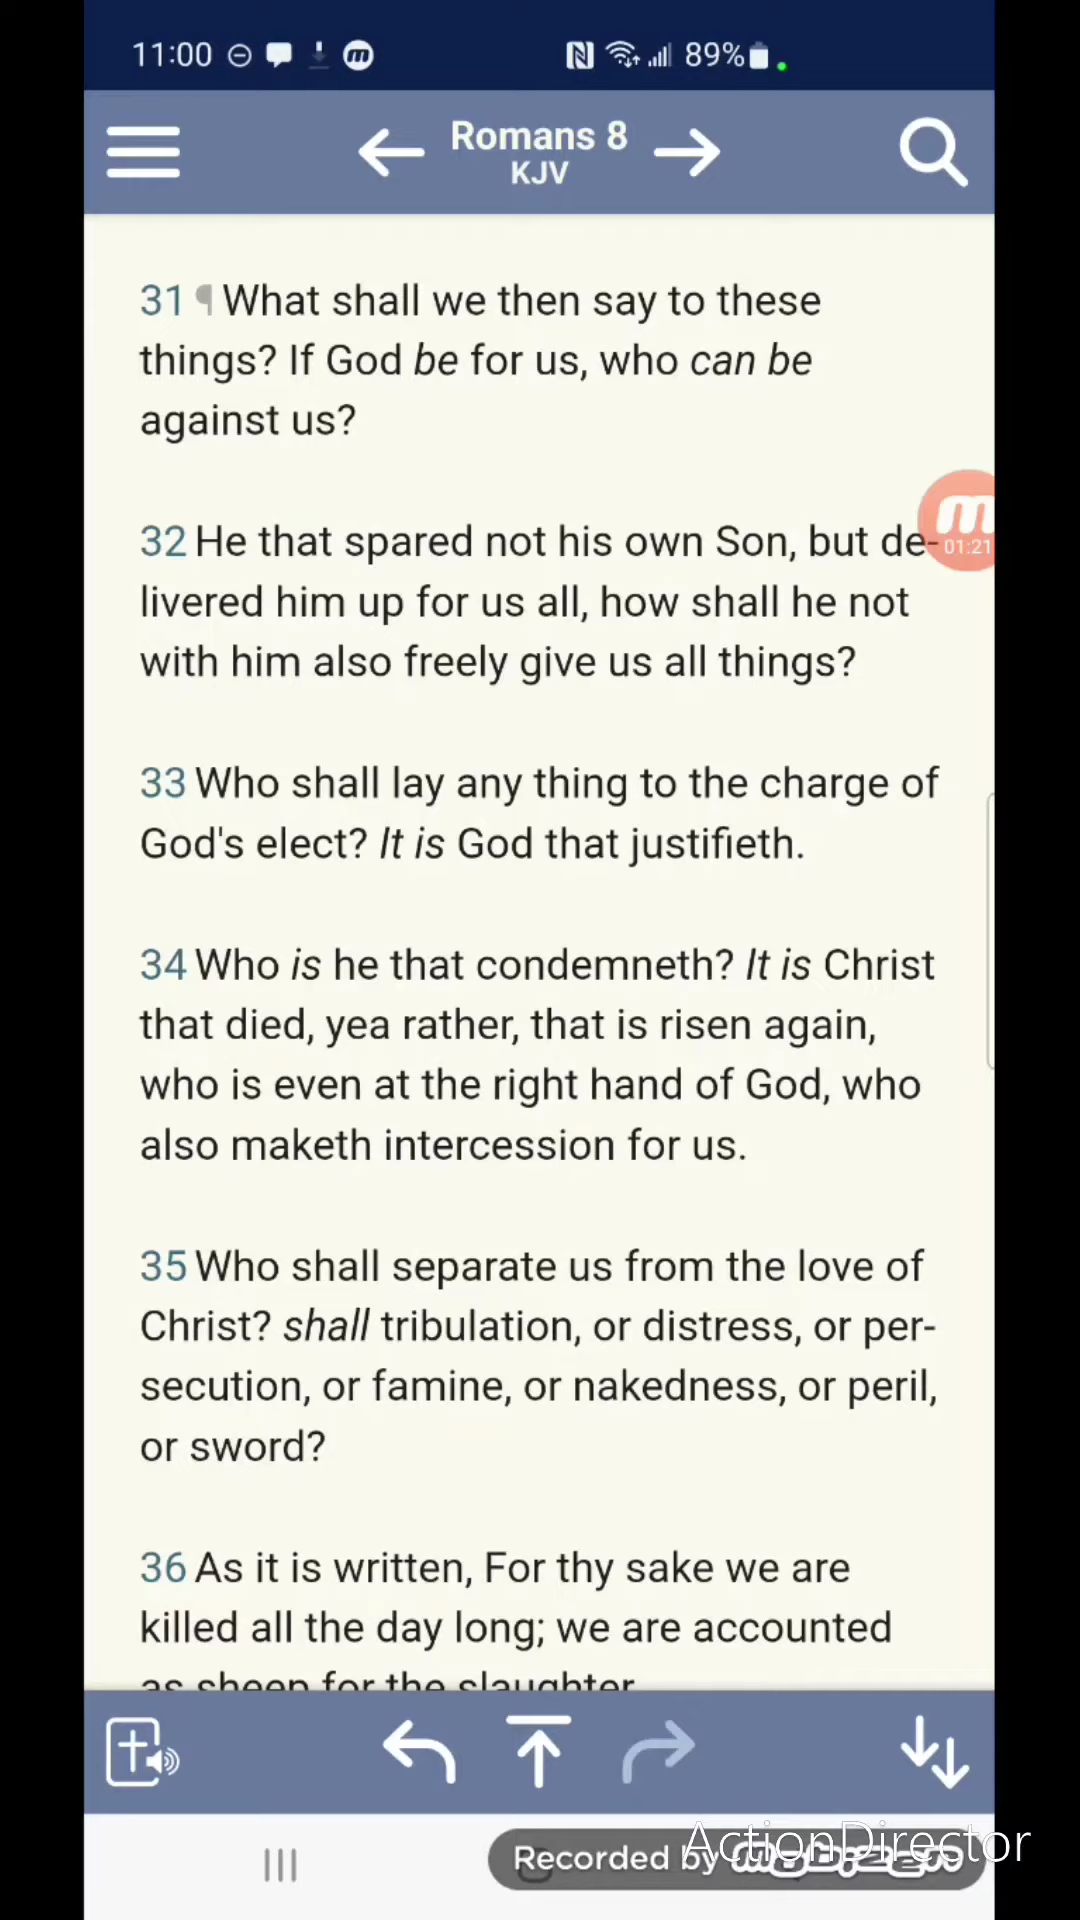 11:00 89%
Romans 8
KJV
31 ¶ What shall we then say to these
things? If God be for us, who can be
against us?
32 He that spared not his own Son, but de-
livered him up for us all, how shall he not
with him also freely give us all things?
m
01:21
33 Who shall lay any thing to the charge of
God's elect? It is God that justifieth.
34 Who is he that condemneth? It is Christ
that died, yea rather, that is risen again,
who is even at the right hand of God, who
also maketh intercession for us.
35 Who shall separate us from the love of
Christ? shall tribulation, or distress, or per-
secution, or famine, or nakedness, or peril,
or sword?
36 As it is written, For thy sake we are
killed all the day long; we are accounted
as sheep for the slaughter
ActionDirector
Recorded by